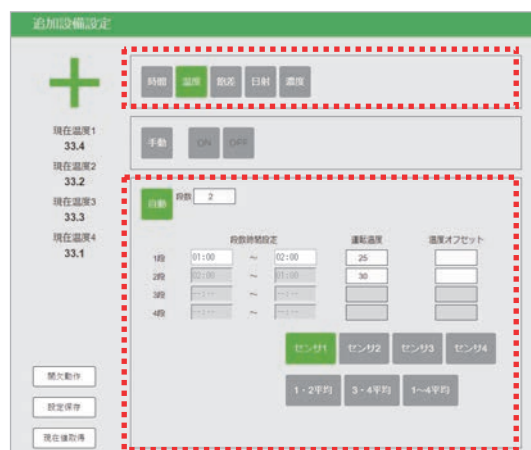 追加設備設定
時間 温度 飽差 日射 濃度
現在温度1
33.4
現在温度2
33.2
現在温度3
33.3
現在温度4
33.1
手動 ON OFF
自動 段数 2
段数時間設定 運転温度 温度オフセット
1段 01:00 ～ 02:00 25
2段 02:00 ～ 01:00 30
3段 --:-- ～ --:--
4段 --:-- ～ --:--
センサ1 センサ2 センサ3 センサ4
1・2平均 3・4平均 1～4平均
間欠動作
設定保存
現在値取得